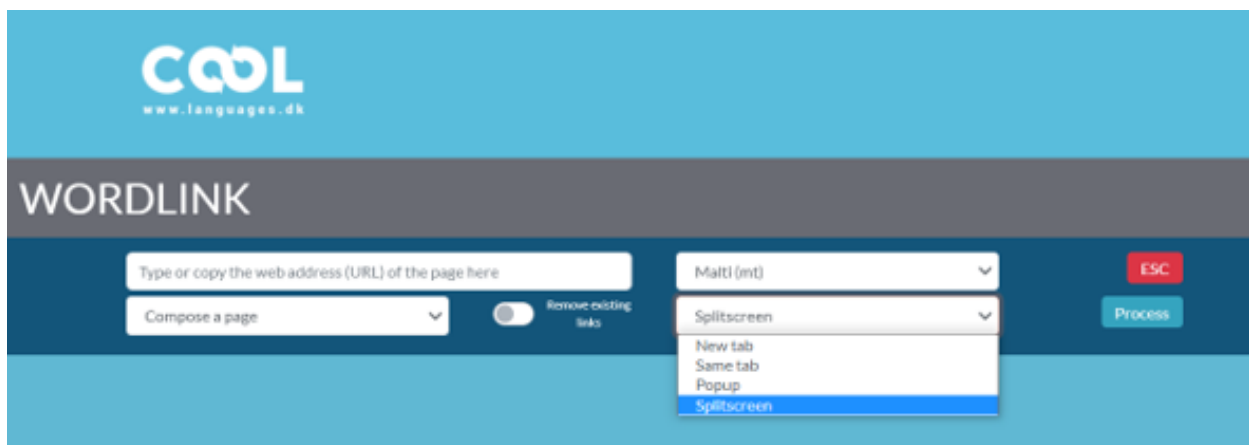 COOL
www.languages.dk
WORDLINK
Type or copy the web address (URL) of the page here
Malti (mt)
ESC
Compose a page
Remove existing
links
Splitscreen
Process
New tab
Same tab
Popup
Splitscreen